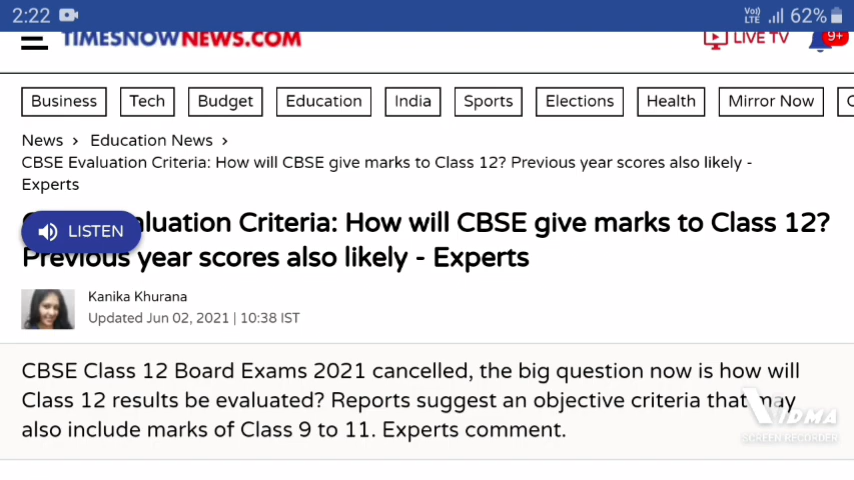 2:22 Vo)) LTE 62%
TIMESNOWNEWS.COM LIVE TV 9+
Business Tech Budget Education India Sports Elections Health Mirror Now
News > Education News >
CBSE Evaluation Criteria: How will CBSE give marks to Class 12? Previous year scores also likely -
Experts
LISTEN
aluation Criteria: How will CBSE give marks to Class 12?
Previous year scores also likely - Experts
Kanika Khurana
Updated Jun 02, 2021 | 10:38 IST
CBSE Class 12 Board Exams 2021 cancelled, the big question now is how will
Class 12 results be evaluated? Reports suggest an objective criteria that may
also include marks of Class 9 to 11. Experts comment.
VIDMA
SCREEN RECORDER